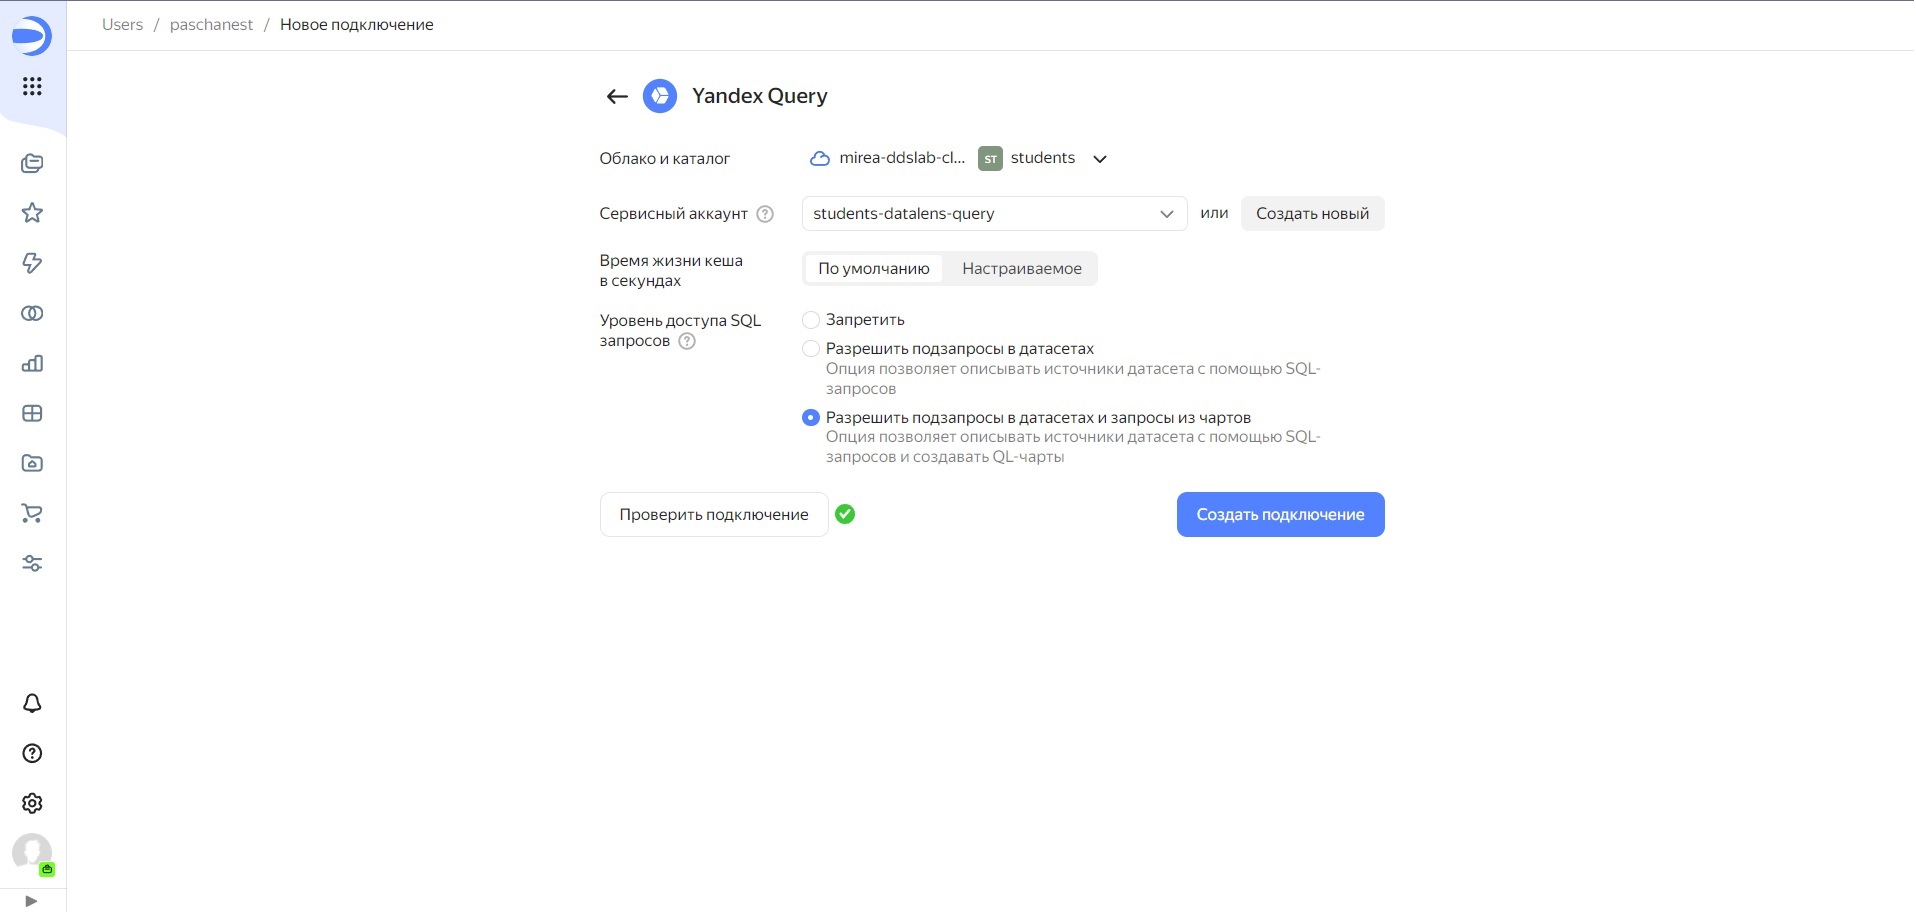 Users / paschanest / Новое подключение
Yandex Query
Облако и каталог
mirea-ddslab-cl... ST students
Сервисный аккаунт ?
students-datalens-query
или
Создать новый
Время жизни кеша
в секундах
По умолчанию
Настраиваемое
Уровень доступа SQL
запросов ?
Запретить
Разрешить подзапросы в датасетах
Опция позволяет описывать источники датасета с помощью SQL-
запросов
Разрешить подзапросы в датасетах и запросы из чартов
Опция позволяет описывать источники датасета с помощью SQL-
запросов и создавать QL-чарты
Проверить подключение
Создать подключение